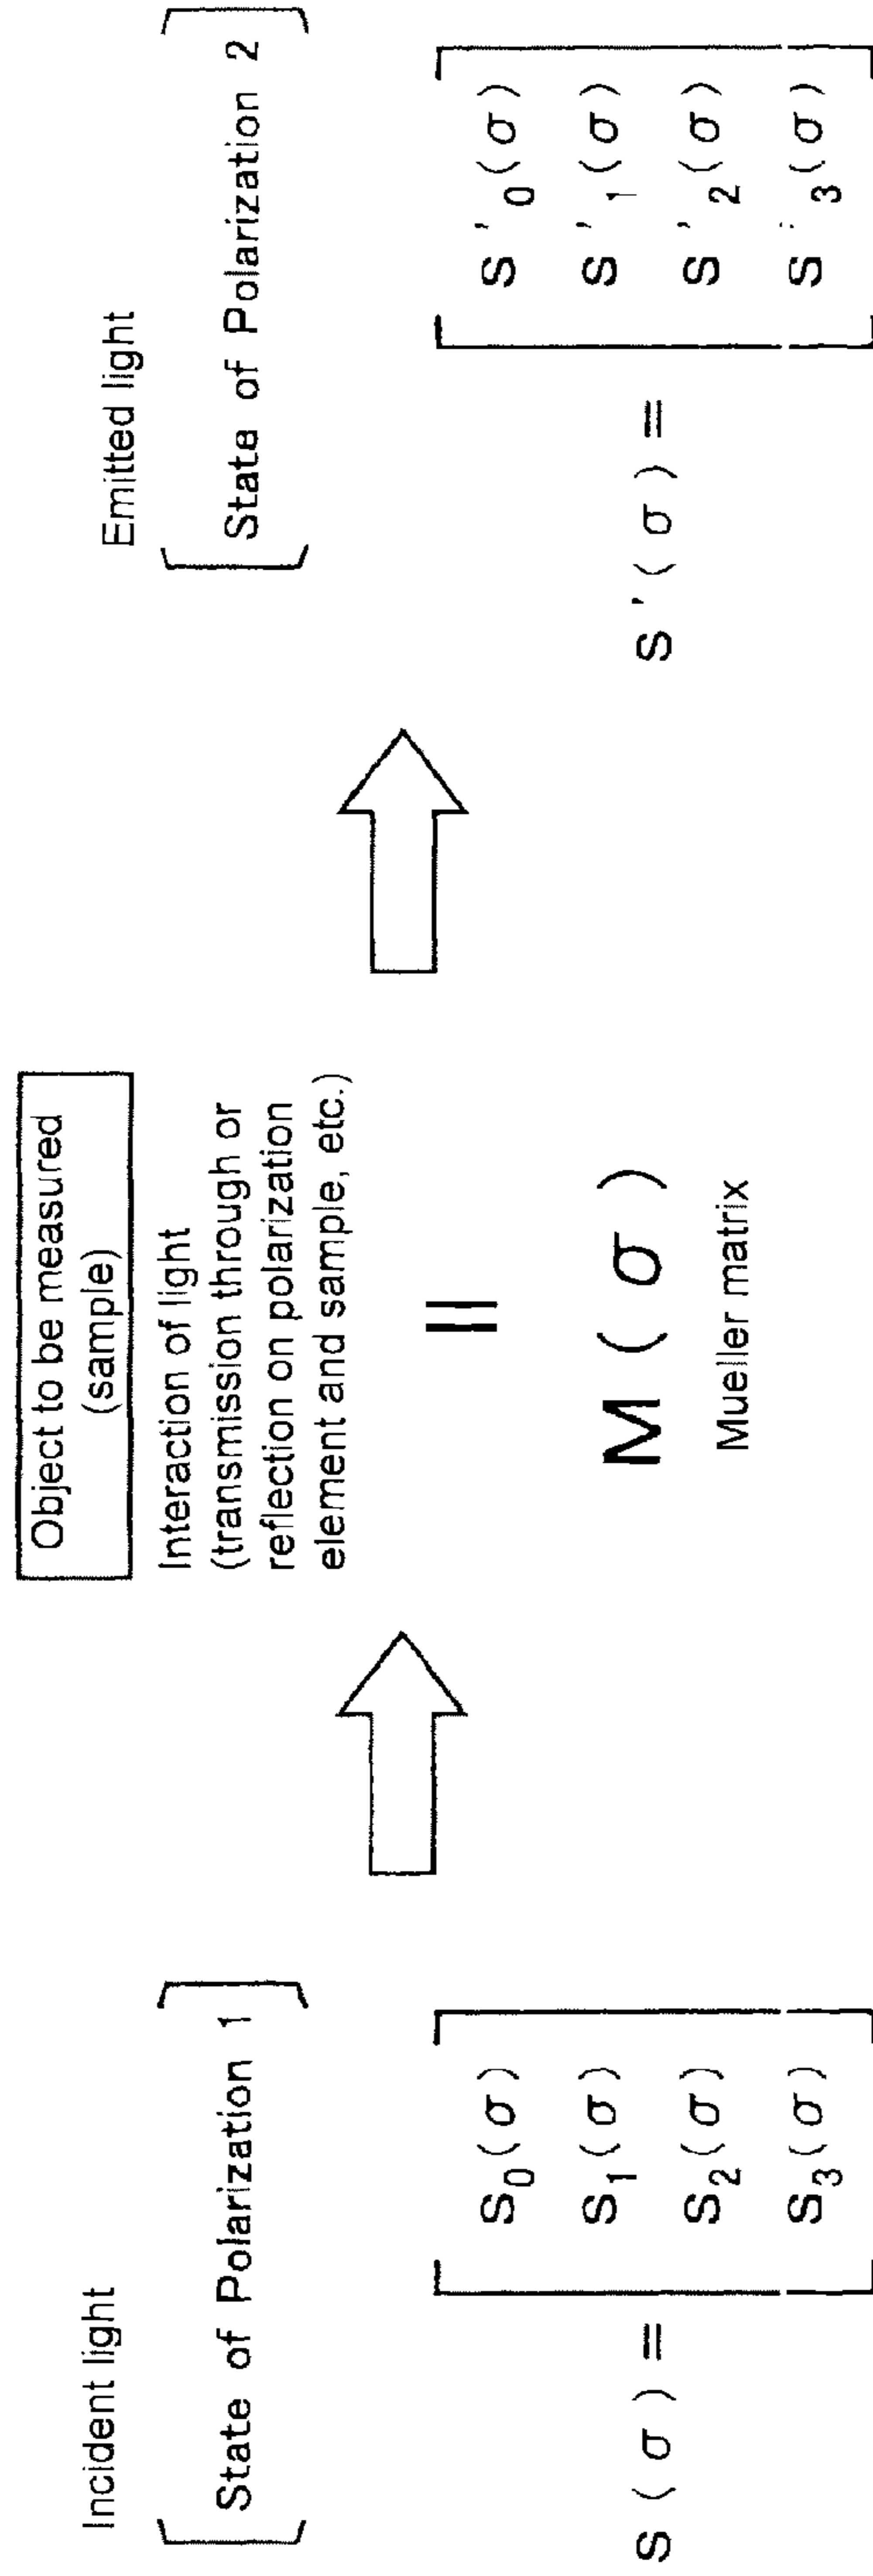 Incident light
State of Polarization 1
S ( σ ) =
S0 ( σ )
S1 ( σ )
S2 ( σ )
S3 ( σ )
Object to be measured
(sample)
Interaction of light
(transmission through or
reflection on polarization
element and sample, etc.)
=
M ( σ )
Mueller matrix
Emitted light
State of Polarization 2
S ' ( σ ) =
S '0 ( σ )
S '1 ( σ )
S '2 ( σ )
S '3 ( σ )